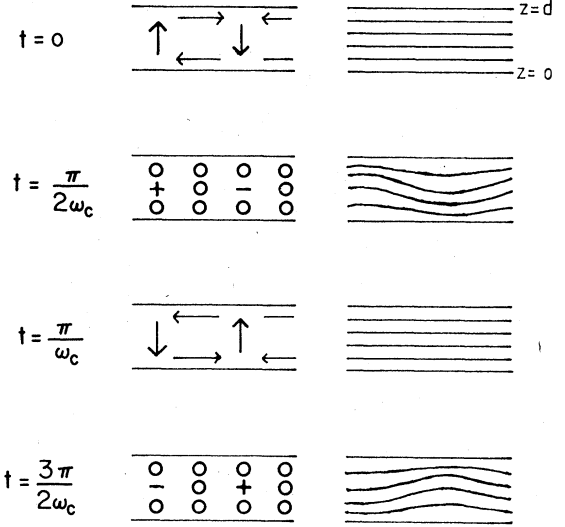 t = 0
z = d
z = 0
t = π/2ω_c
O O O O
+ O − O
O O O O
t = π/ω_c
t = 3π/2ω_c
O O O O
− O + O
O O O O